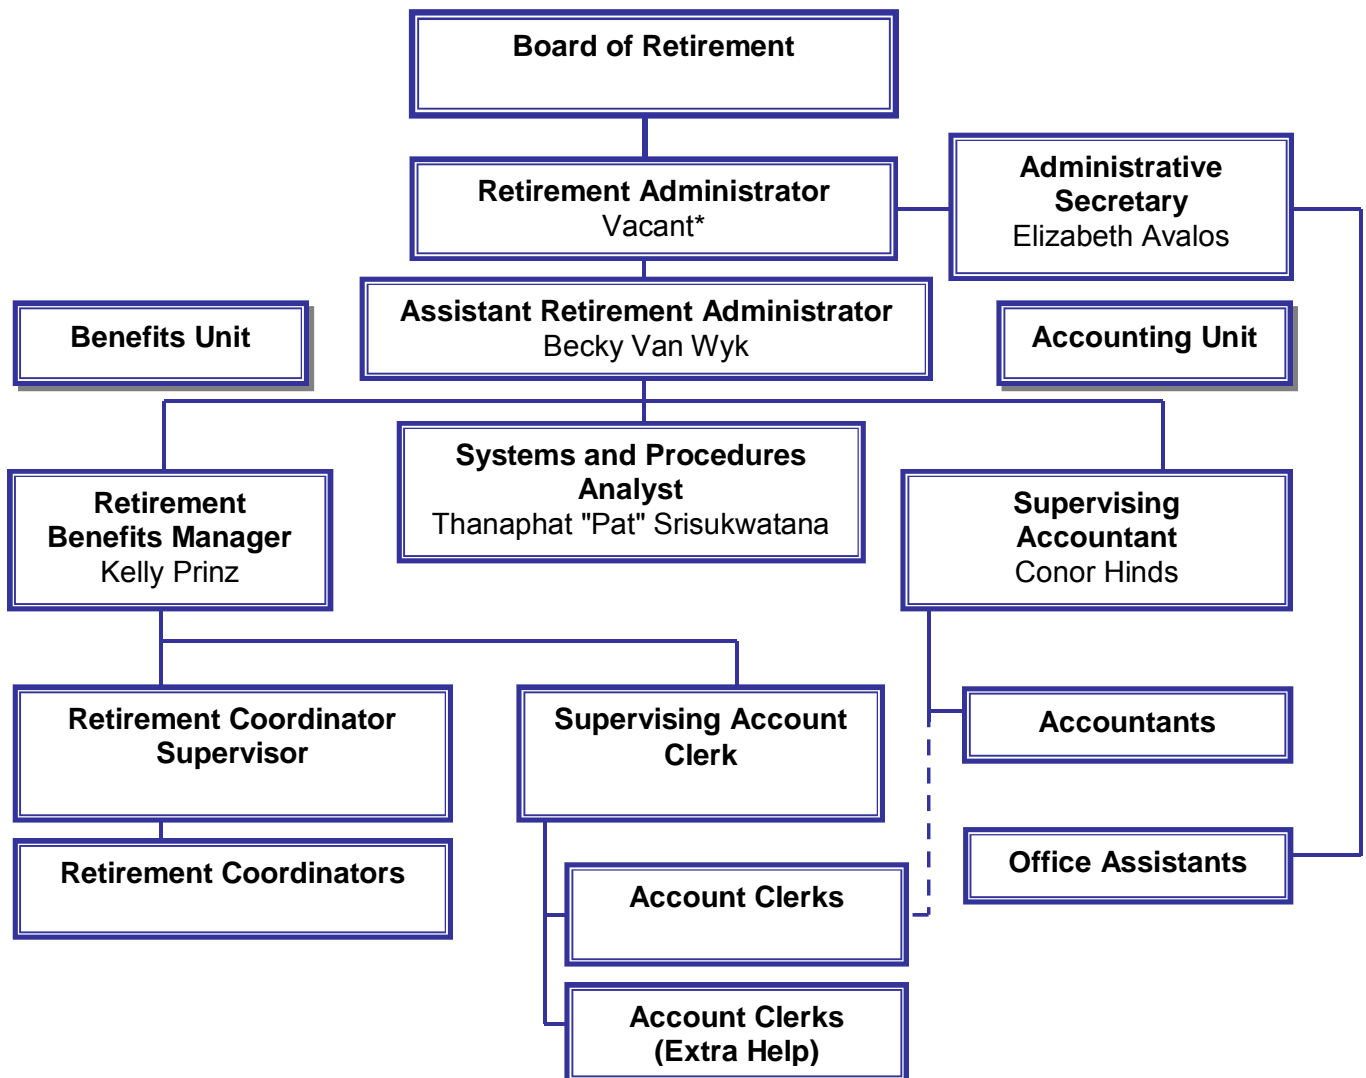 Board of Retirement
Retirement Administrator
Vacant*
Administrative
Secretary
Elizabeth Avalos
Assistant Retirement Administrator
Becky Van Wyk
Benefits Unit
Accounting Unit
Systems and Procedures
Analyst
Thanaphat "Pat" Srisukwatana
Retirement
Benefits Manager
Kelly Prinz
Supervising
Accountant
Conor Hinds
Retirement Coordinator
Supervisor
Supervising Account
Clerk
Accountants
Retirement Coordinators
Office Assistants
Account Clerks
Account Clerks
(Extra Help)